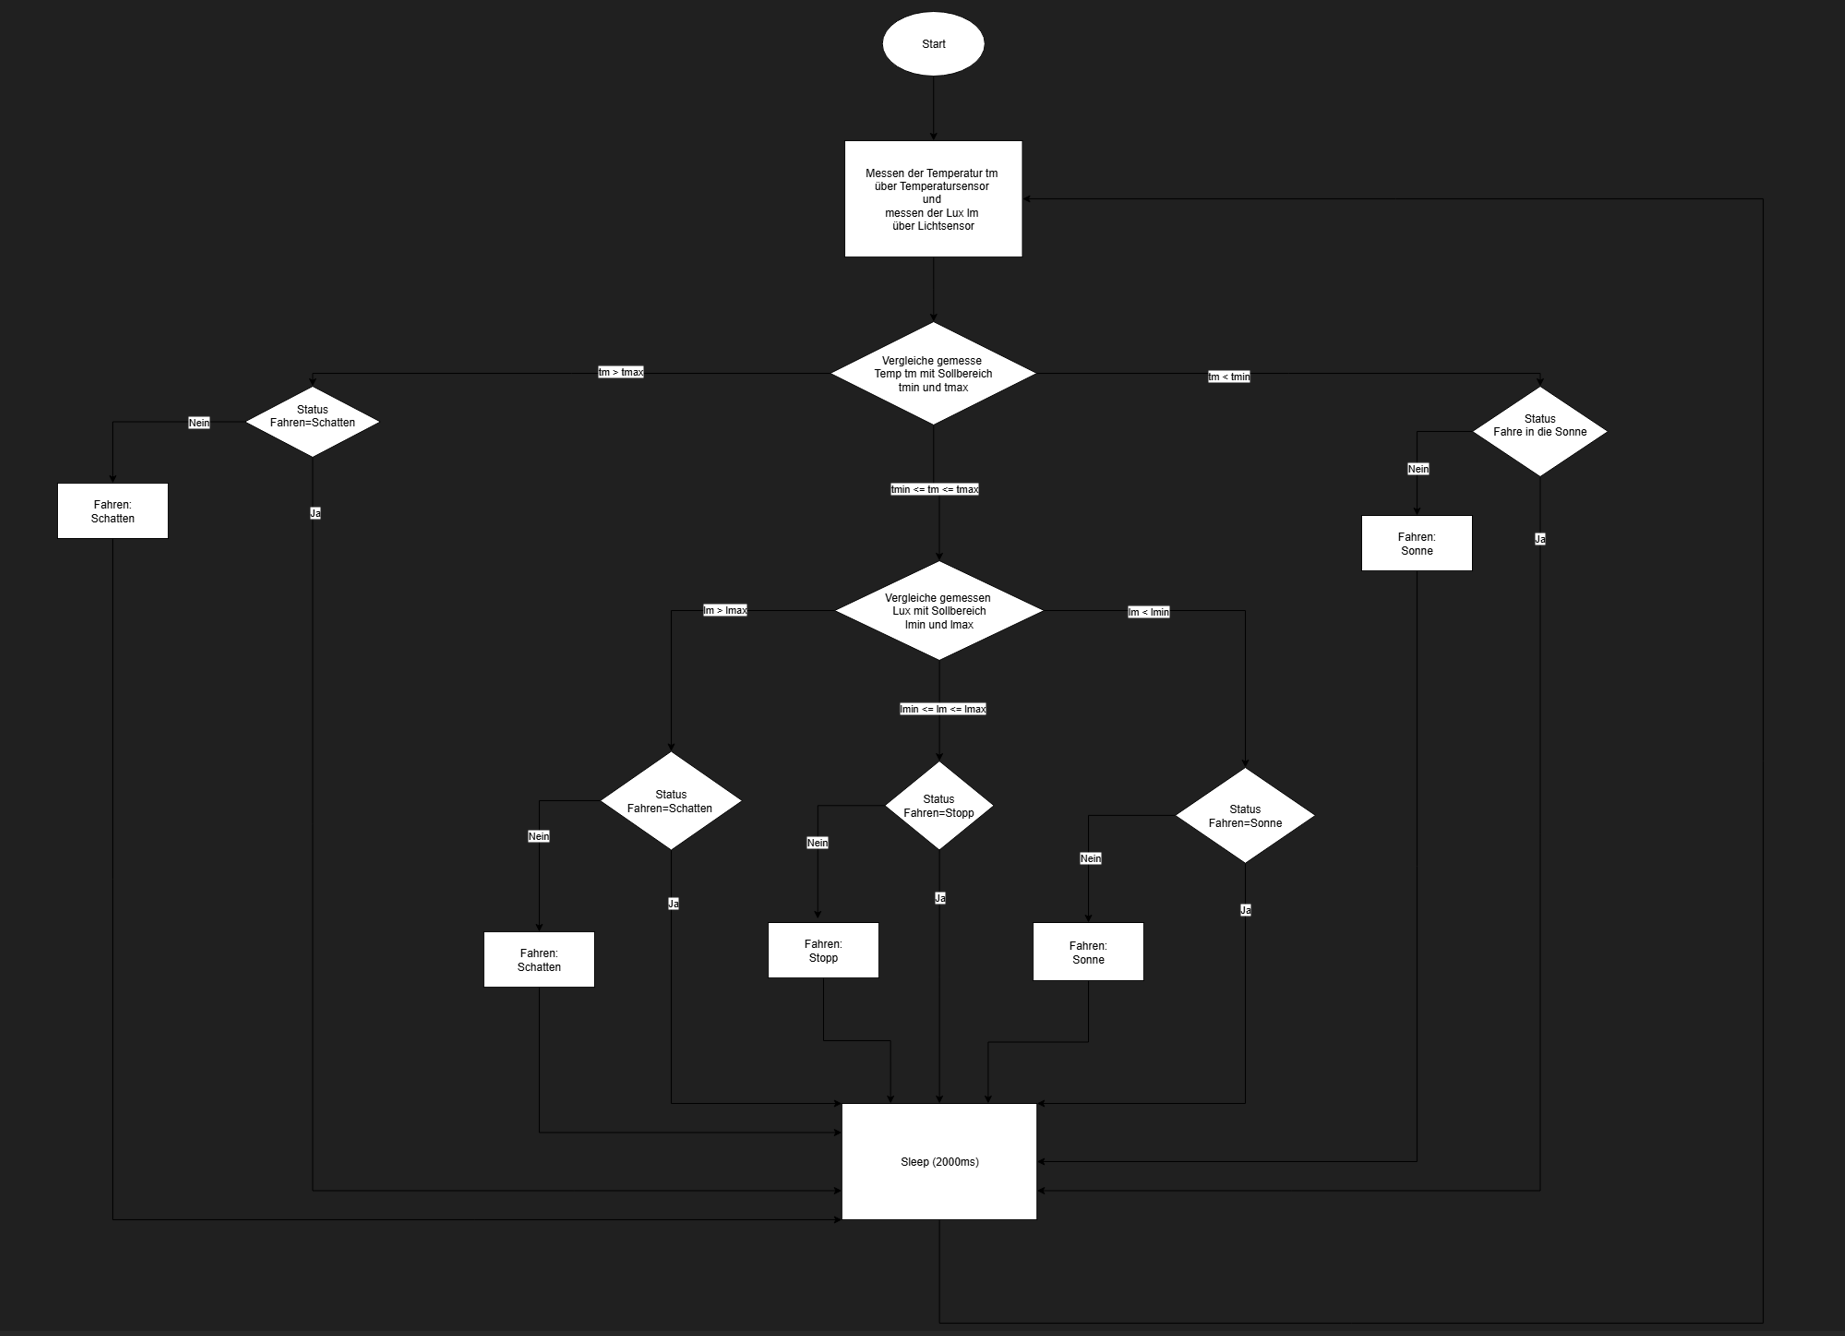 Start
Messen der Temperatur tm
über Temperatursensor
und
messen der Lux lm
über Lichtsensor
Vergleiche gemesse
Temp tm mit Sollbereich
tmin und tmax
tm > tmax
tm < tmin
Status
Fahren=Schatten
Nein
Status
Fahre in die Sonne
Nein
tmin <= tm <= tmax
Fahren:
Schatten
Ja
Fahren:
Sonne
Ja
Vergleiche gemessen
Lux mit Sollbereich
lmin und lmax
lm > lmax
lm < lmin
lmin <= lm <= lmax
Status
Fahren=Schatten
Status
Fahren=Stopp
Status
Fahren=Sonne
Nein
Nein
Nein
Ja
Ja
Ja
Fahren:
Schatten
Fahren:
Stopp
Fahren:
Sonne
Sleep (2000ms)